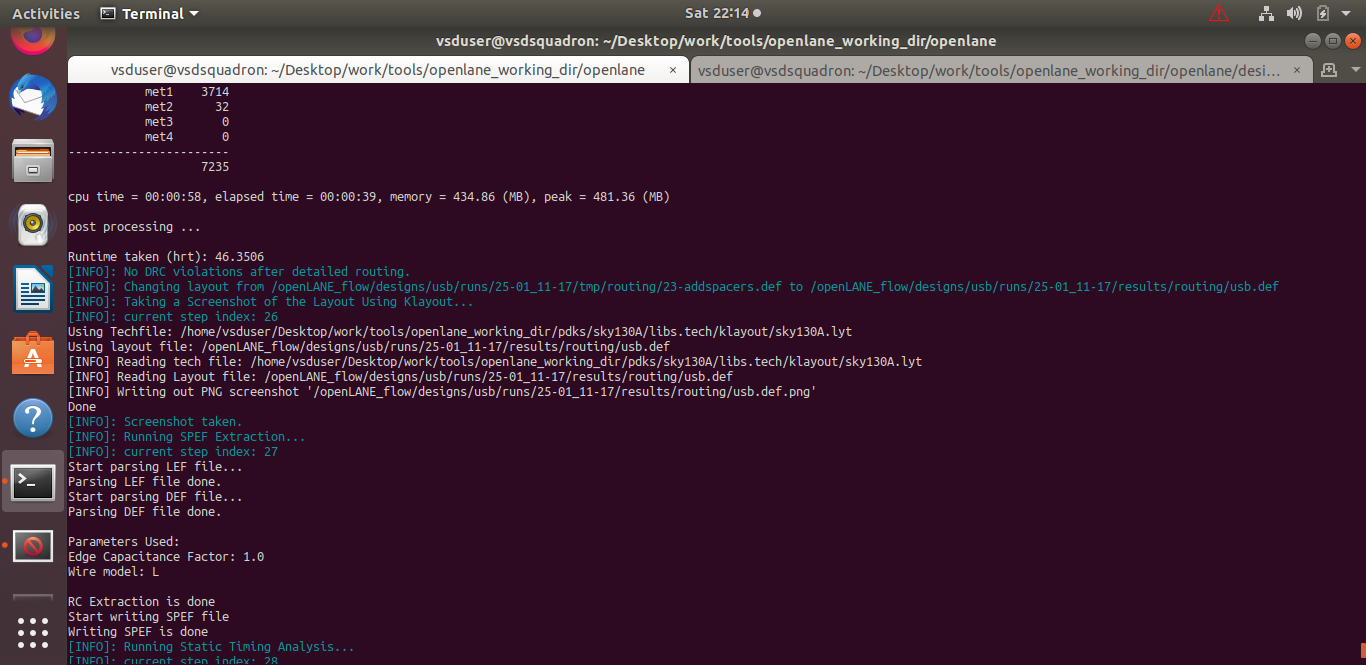 Activities
Terminal
Sat 22:14
vsduser@vsdsquadron: ~/Desktop/work/tools/openlane_working_dir/openlane
vsduser@vsdsquadron: ~/Desktop/work/tools/openlane_working_dir/openlane ×
vsduser@vsdsquadron: ~/Desktop/work/tools/openlane_working_dir/openlane/desi... ×
met1 3714
met2 32
met3 0
met4 0
-----------------------
7235
cpu time = 00:00:58, elapsed time = 00:00:39, memory = 434.86 (MB), peak = 481.36 (MB)
post processing ...
Runtime taken (hrt): 46.3506
[INFO]: No DRC violations after detailed routing.
[INFO]: Changing layout from /openLANE_flow/designs/usb/runs/25-01_11-17/tmp/routing/23-addspacers.def to /openLANE_flow/designs/usb/runs/25-01_11-17/results/routing/usb.def
[INFO]: Taking a Screenshot of the Layout Using Klayout...
[INFO]: current step index: 26
Using Techfile: /home/vsduser/Desktop/work/tools/openlane_working_dir/pdks/sky130A/libs.tech/klayout/sky130A.lyt
Using layout file: /openLANE_flow/designs/usb/runs/25-01_11-17/results/routing/usb.def
[INFO] Reading tech file: /home/vsduser/Desktop/work/tools/openlane_working_dir/pdks/sky130A/libs.tech/klayout/sky130A.lyt
[INFO] Reading Layout file: /openLANE_flow/designs/usb/runs/25-01_11-17/results/routing/usb.def
[INFO] Writing out PNG screenshot '/openLANE_flow/designs/usb/runs/25-01_11-17/results/routing/usb.def.png'
Done
[INFO]: Screenshot taken.
[INFO]: Running SPEF Extraction...
[INFO]: current step index: 27
Start parsing LEF file...
Parsing LEF file done.
Start parsing DEF file...
Parsing DEF file done.
Parameters Used:
Edge Capacitance Factor: 1.0
Wire model: L
RC Extraction is done
Start writing SPEF file
Writing SPEF is done
[INFO]: Running Static Timing Analysis...
[INFO]: current step index: 28